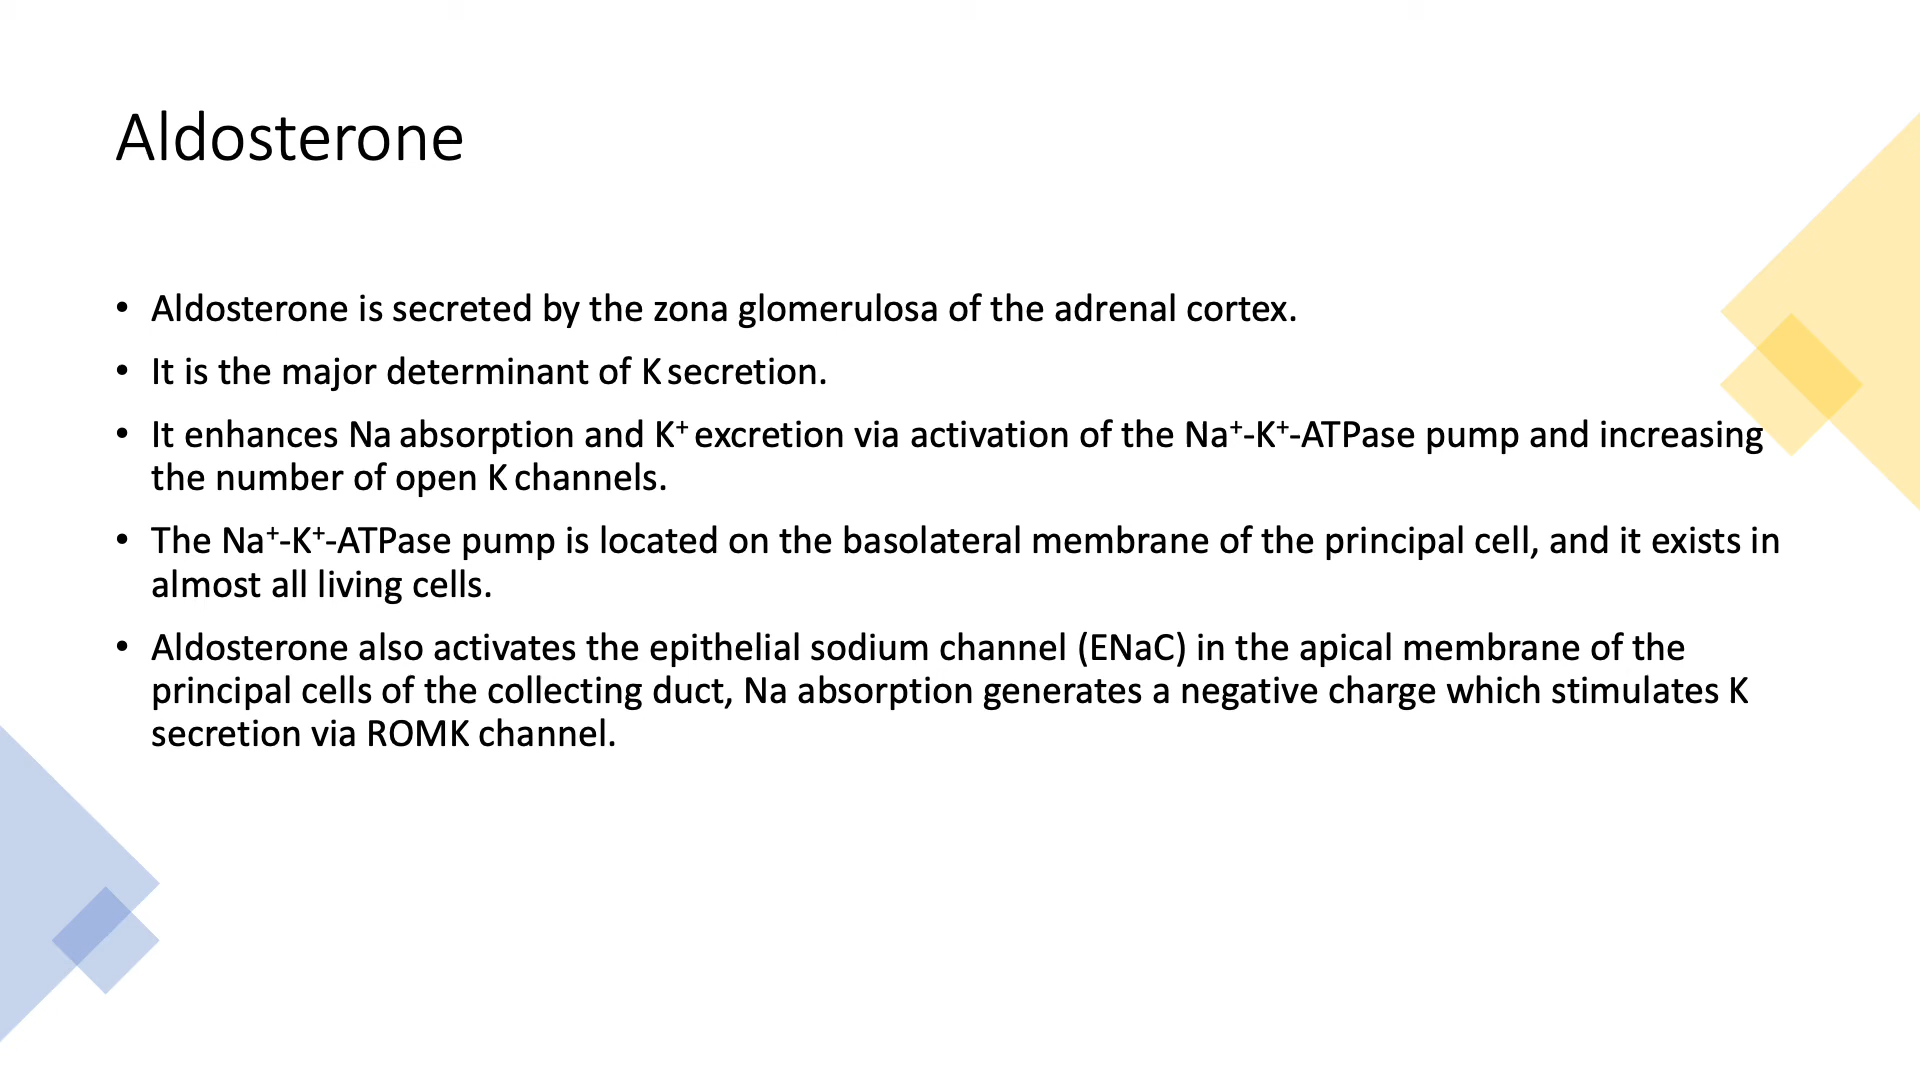 Aldosterone
• Aldosterone is secreted by the zona glomerulosa of the adrenal cortex.
• It is the major determinant of K secretion.
• It enhances Na absorption and K⁺ excretion via activation of the Na⁺-K⁺-ATPase pump and increasing
the number of open K channels.
• The Na⁺-K⁺-ATPase pump is located on the basolateral membrane of the principal cell, and it exists in
almost all living cells.
• Aldosterone also activates the epithelial sodium channel (ENaC) in the apical membrane of the
principal cells of the collecting duct, Na absorption generates a negative charge which stimulates K
secretion via ROMK channel.